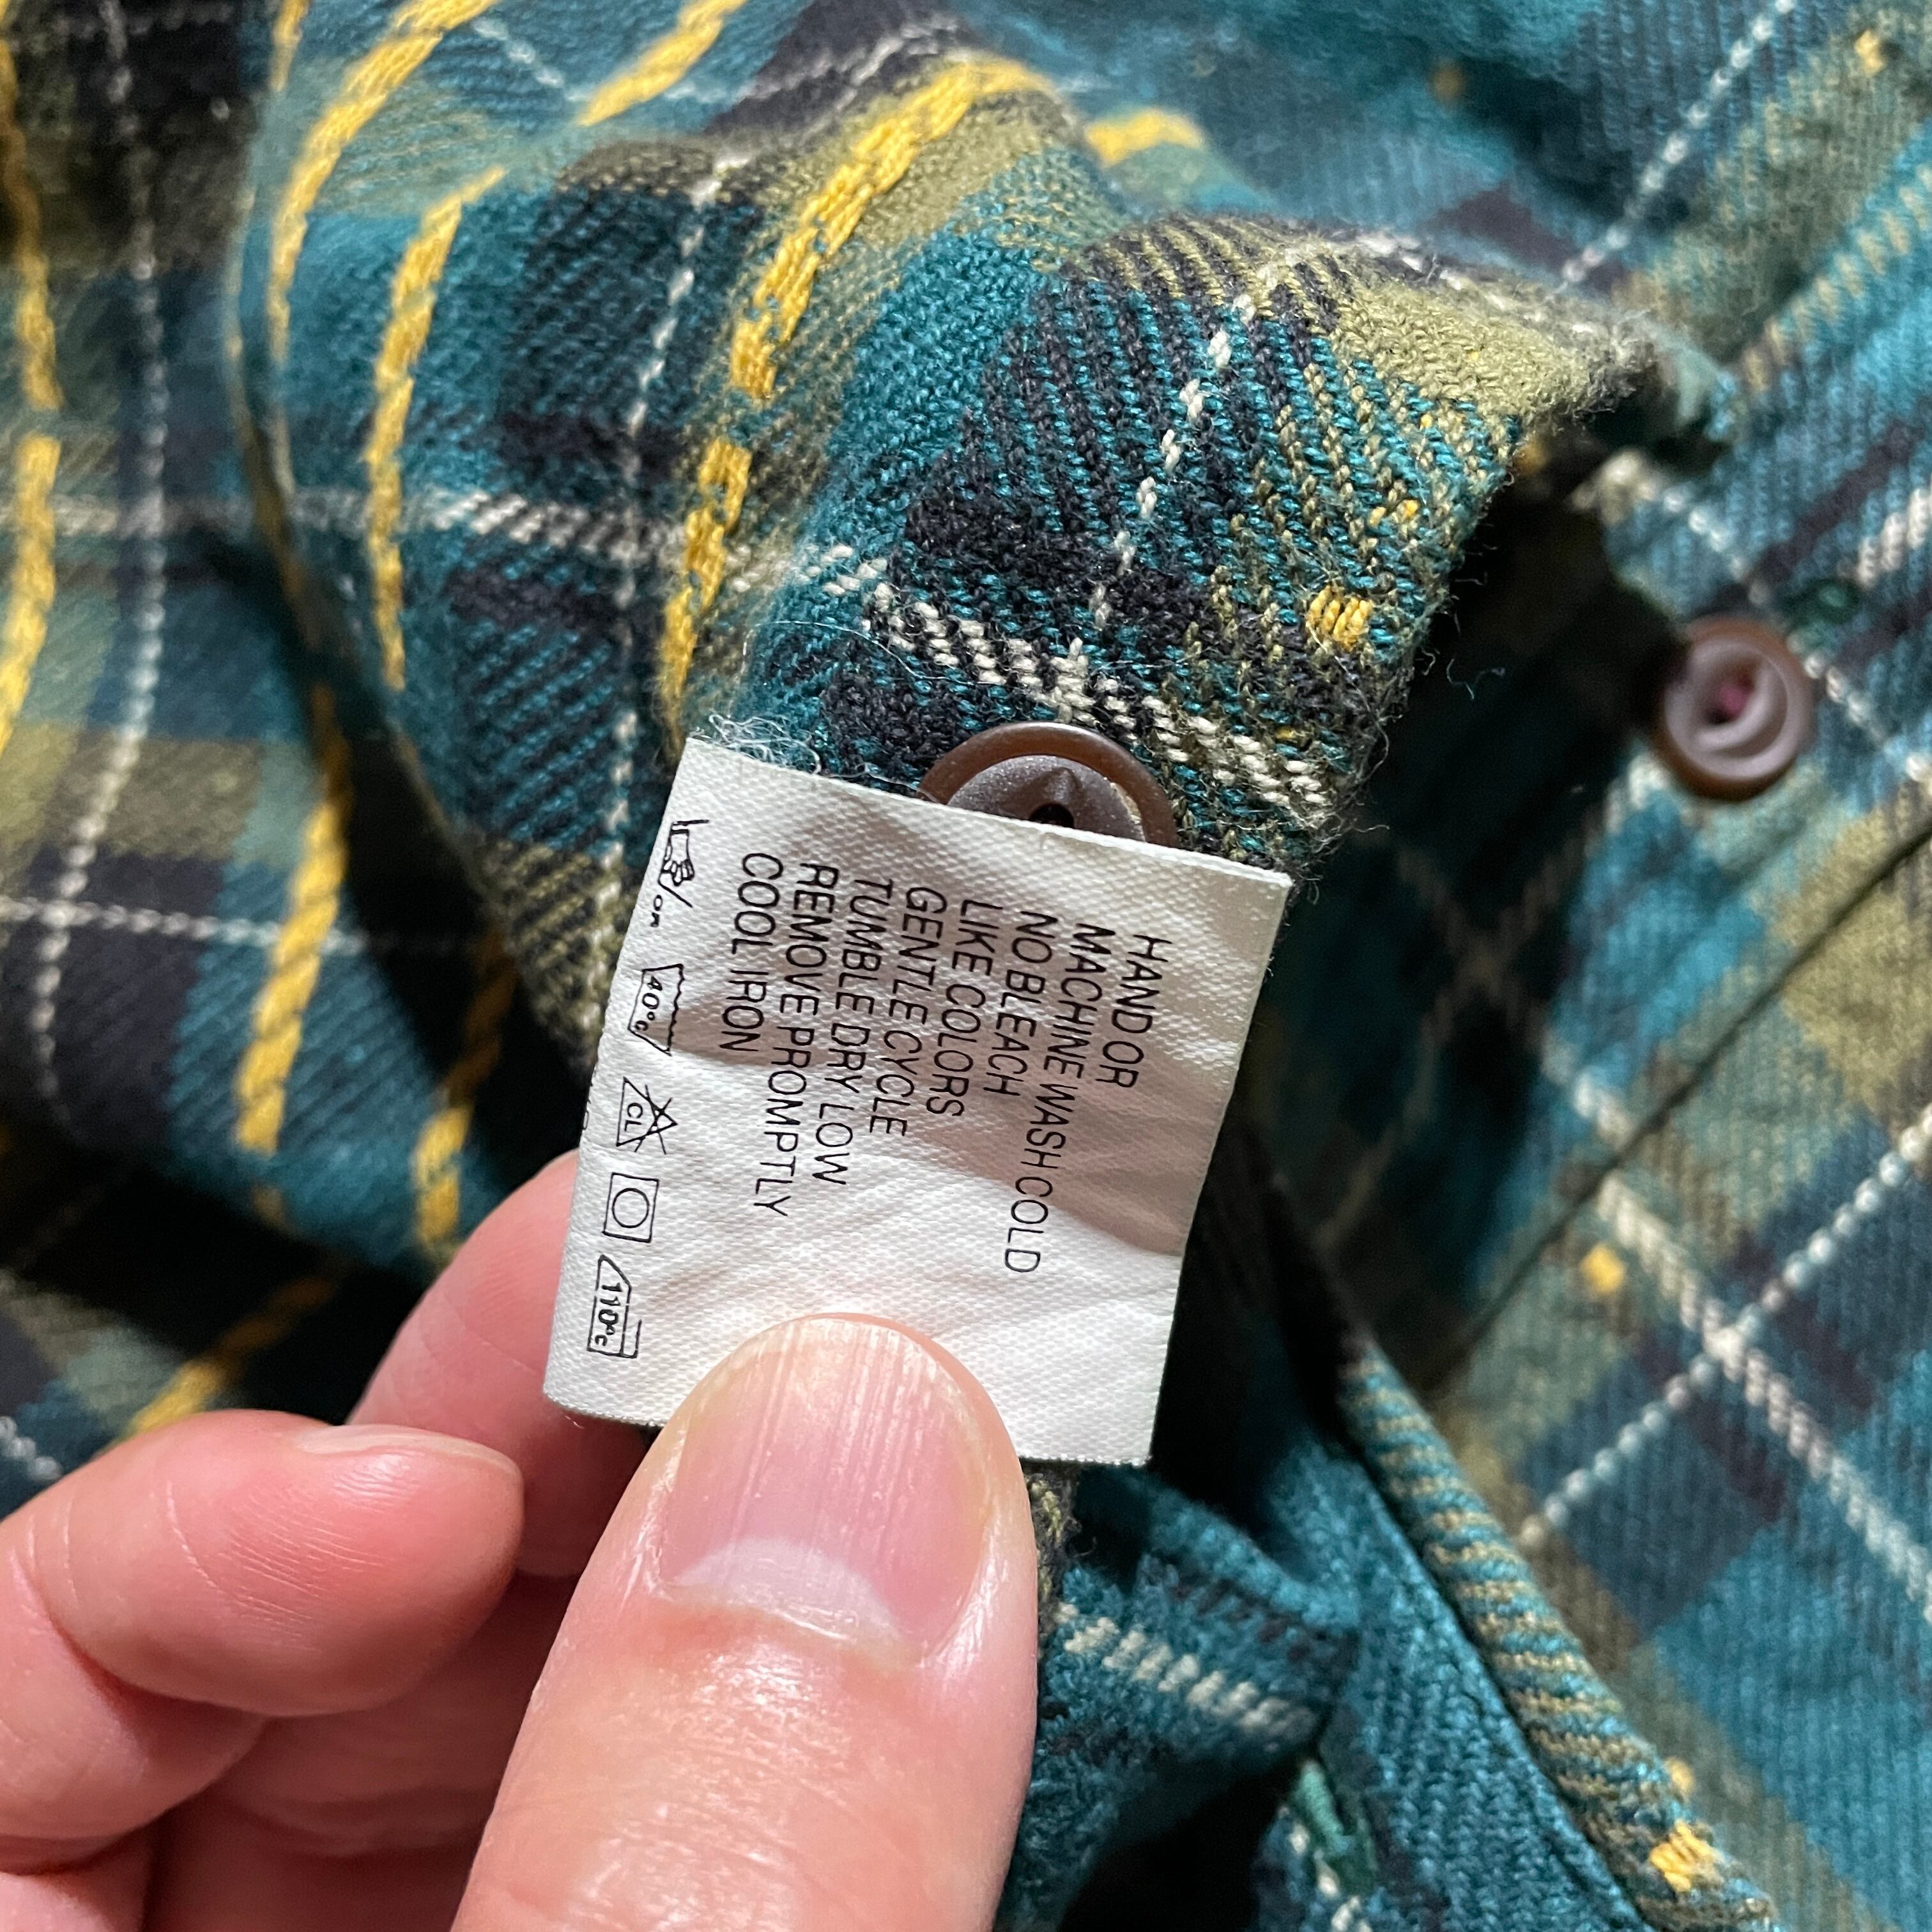 HAND OR
MACHINE WASH COLD
NO BLEACH
LIKE COLORS
GENTLE CYCLE
TUMBLE DRY LOW
REMOVE PROMPTLY
COOL IRON
OR 40°C CL 110°C